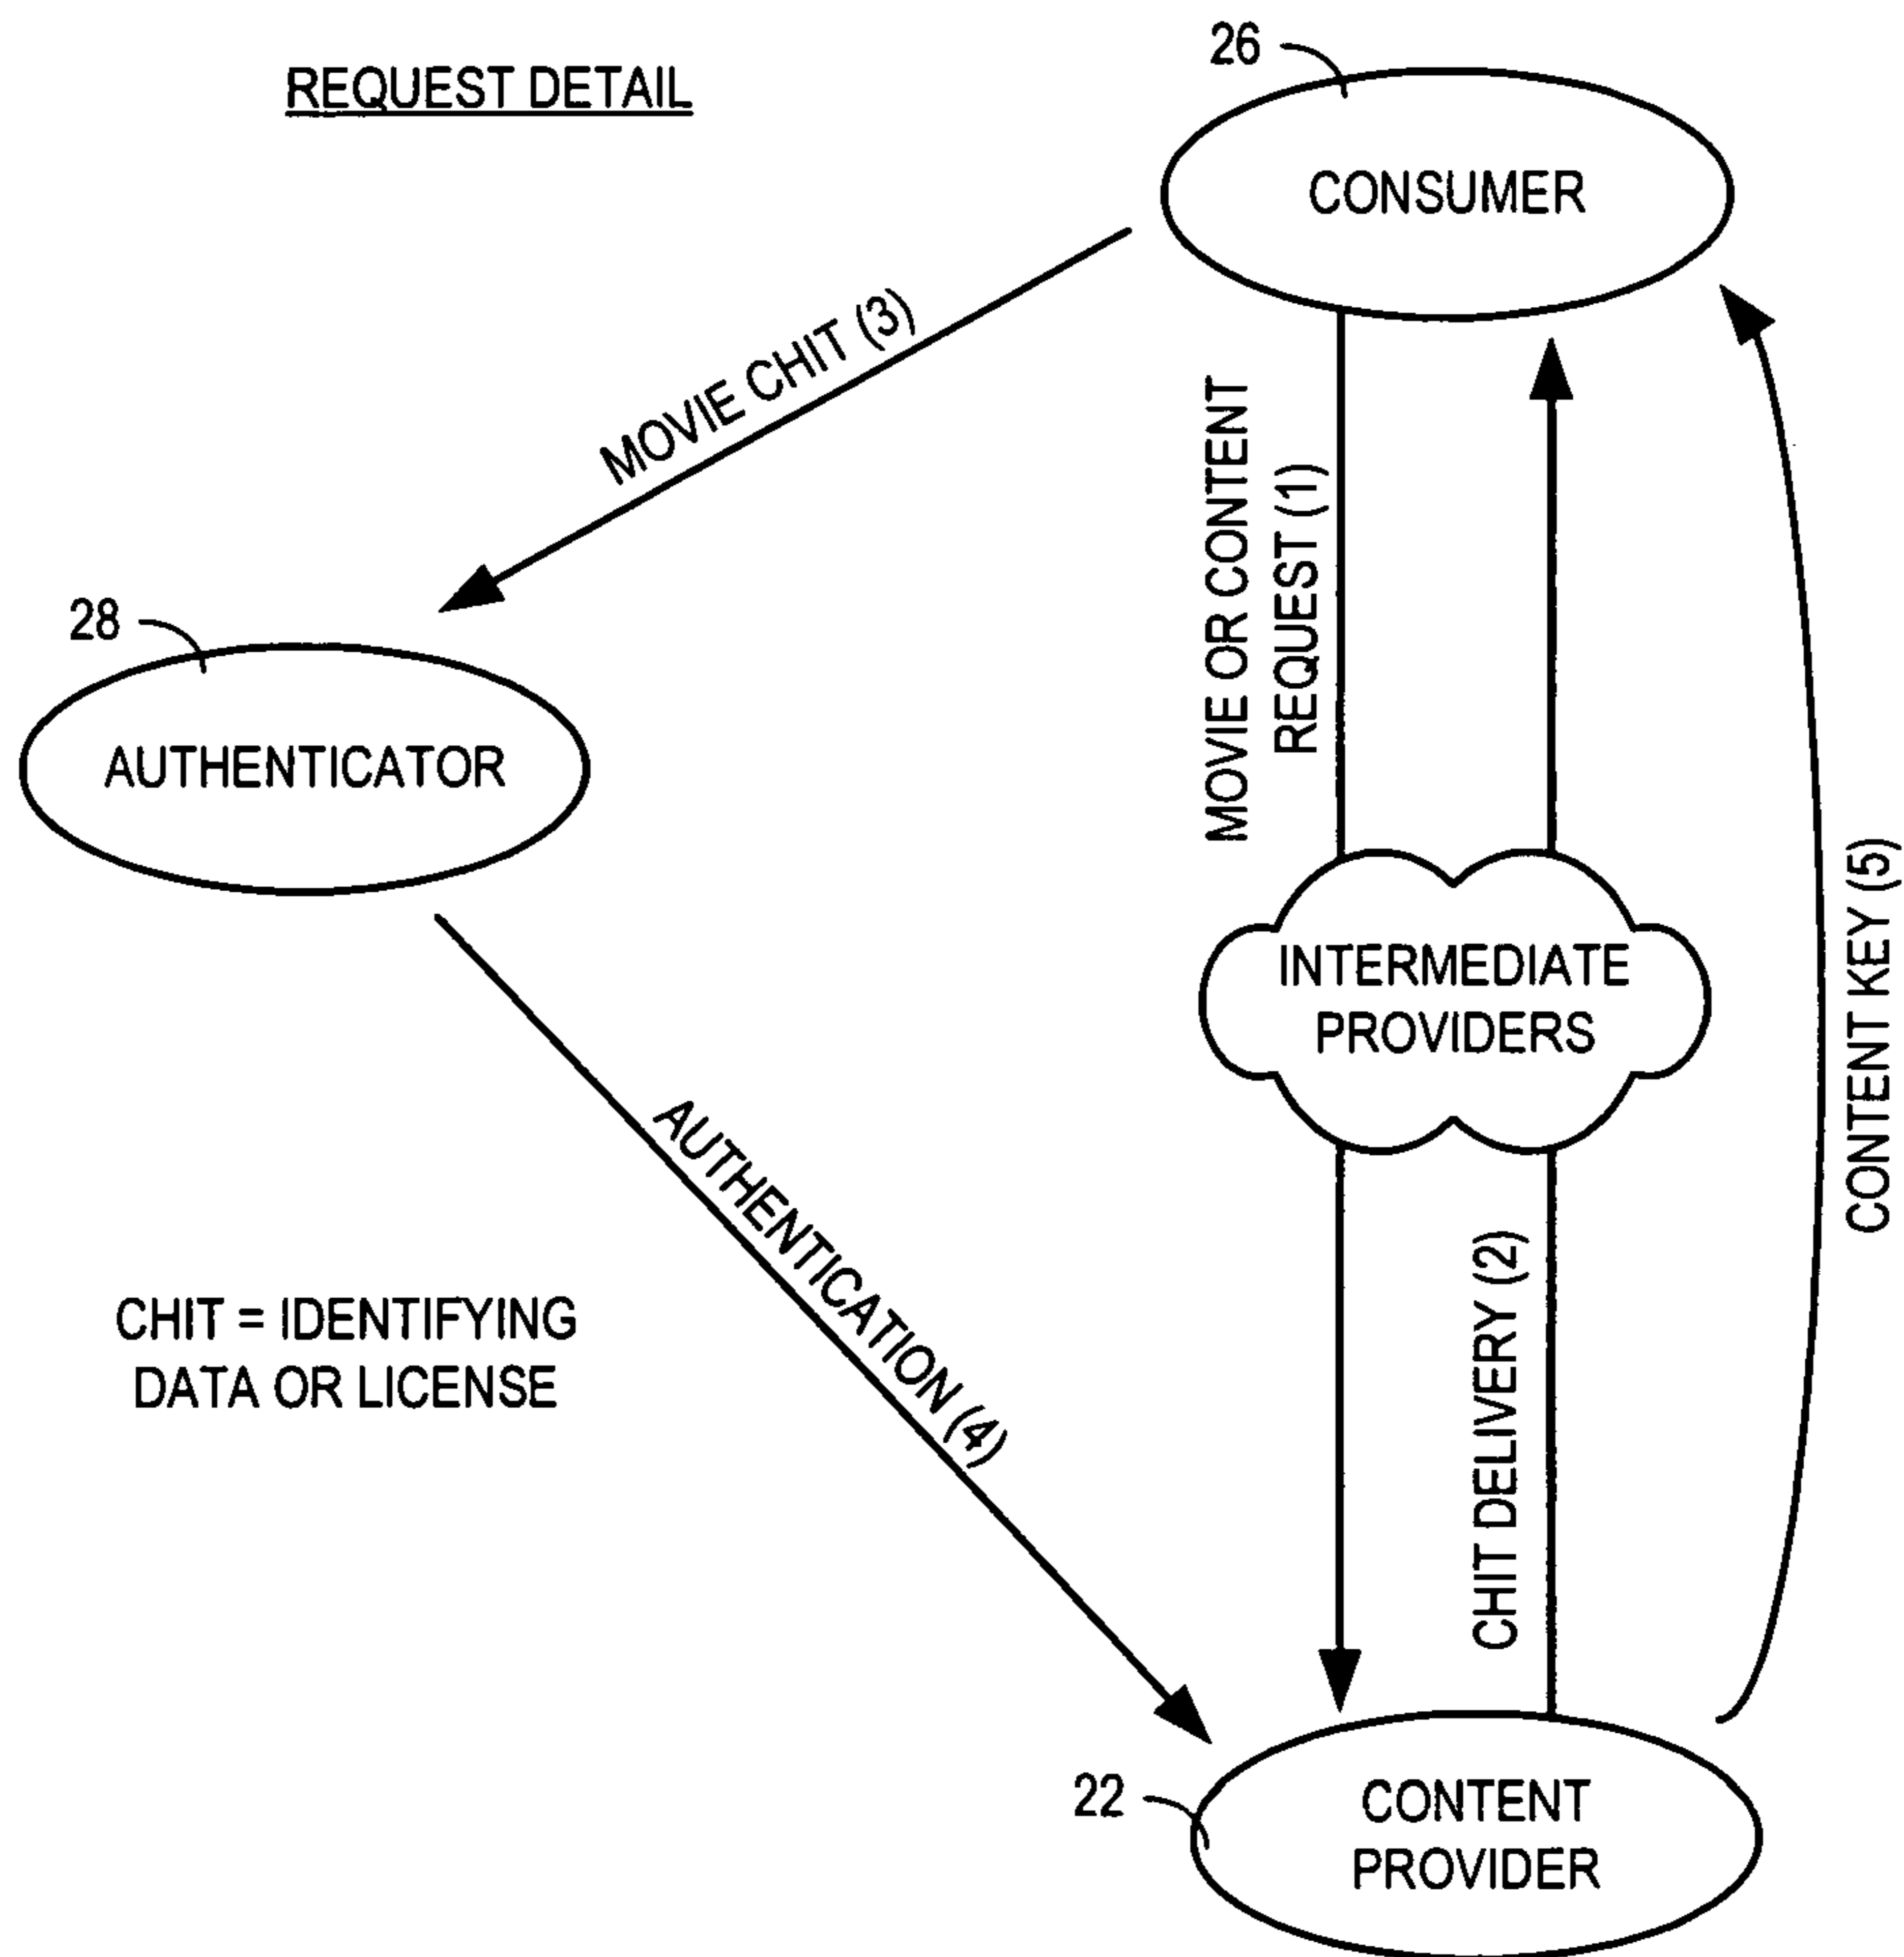 REQUEST DETAIL
26
CONSUMER
MOVIE CHIT (3)
MOVIE OR CONTENT
REQUEST (1)
28
AUTHENTICATOR
INTERMEDIATE
PROVIDERS
CONTENT KEY (5)
AUTHENTICATION (4)
CHIT DELIVERY (2)
CHIT = IDENTIFYING
DATA OR LICENSE
22
CONTENT
PROVIDER